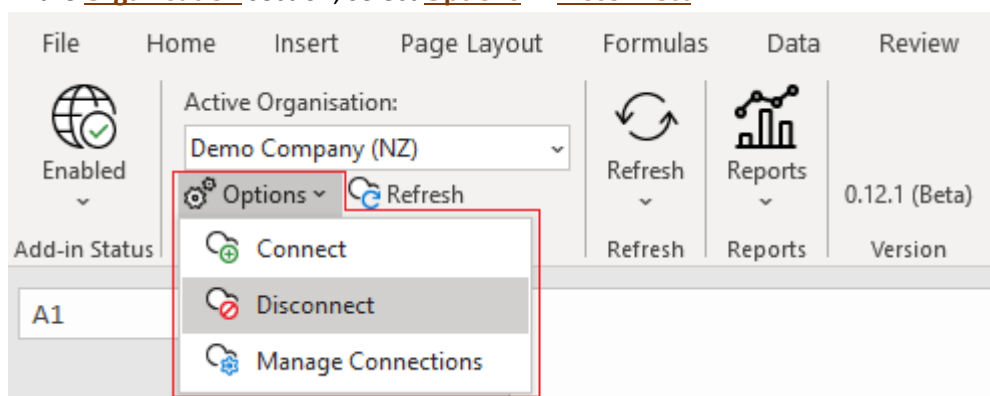 File Home Insert Page Layout Formulas Data Review
Active Organisation:
Demo Company (NZ)
Enabled
Options Refresh
Refresh
Reports
0.12.1 (Beta)
Add-in Status
Refresh
Reports
Version
Connect
Disconnect
Manage Connections
A1